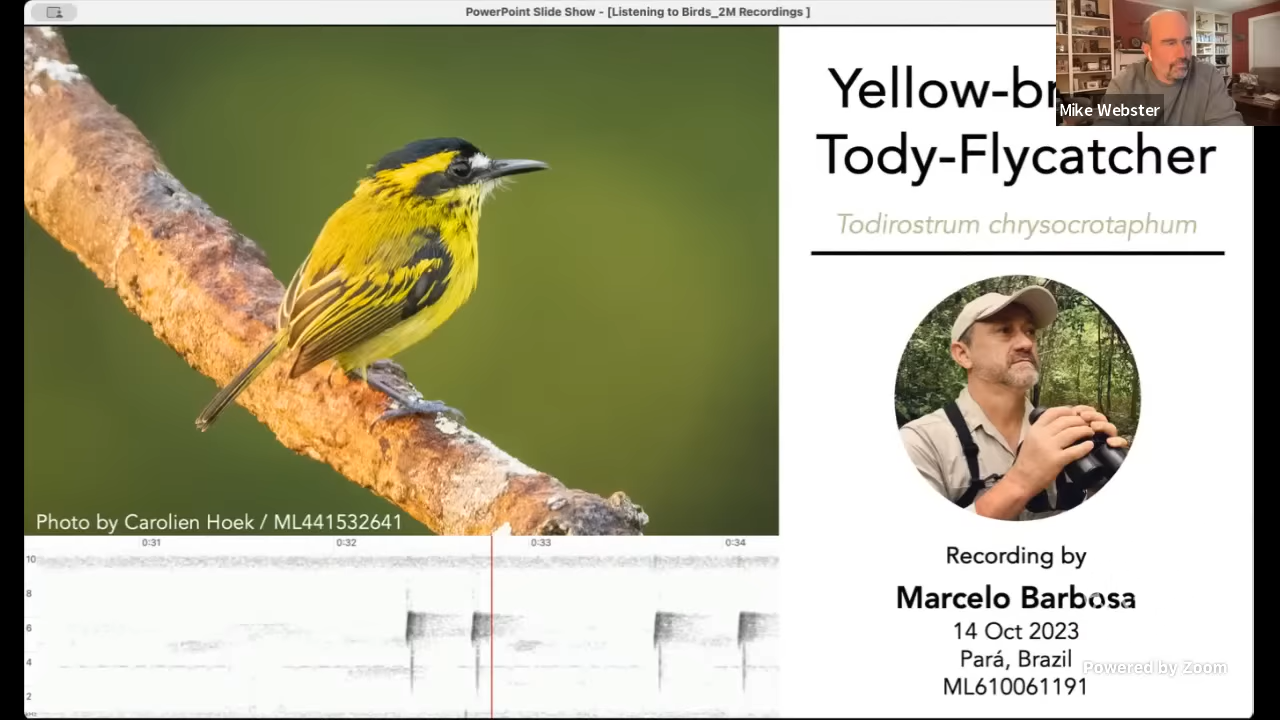 PowerPoint Slide Show - [Listening to Birds_2M Recordings ]
Yellow-br
Tody-Flycatcher
Mike Webster
Todirostrum chrysocrotaphum
Photo by Carolien Hoek / ML441532641
0:31 0:32 0:33 0:34
10
8
6
4
2
Recording by
Marcelo Barbosa
14 Oct 2023
Pará, Brazil
ML610061191
Powered by Zoom